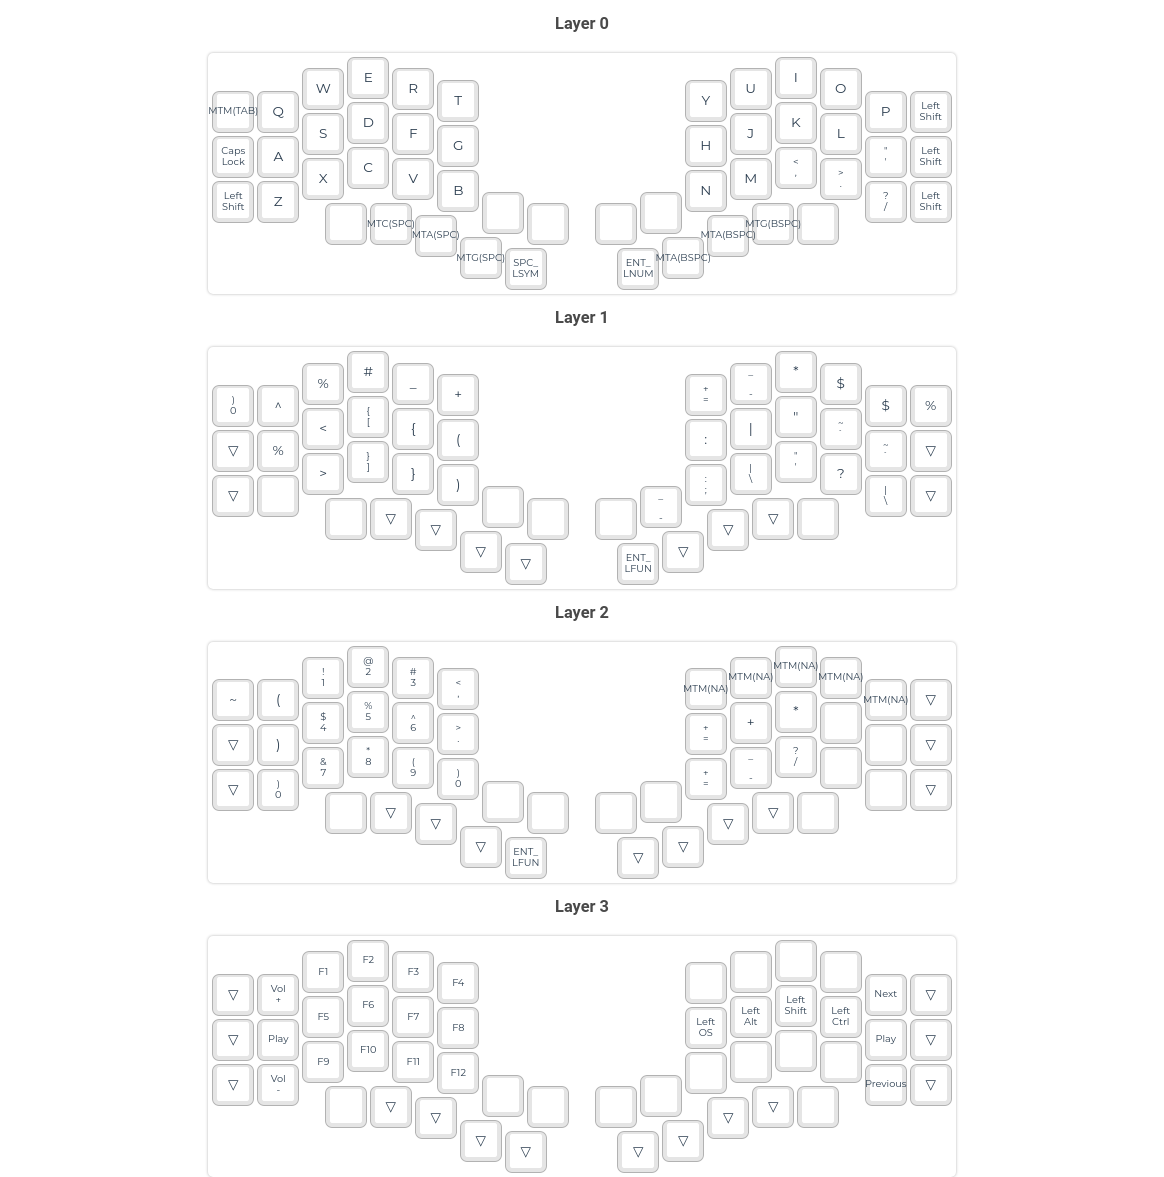 Layer 0
MTM(TAB) Q W E R T Y U I O P Left Shift
Caps Lock A S D F G H J K L " ' Left Shift
Left Shift Z X C V B N M < , > . ? / Left Shift
MTC(SPC) MTA(SPC) MTG(SPC) SPC_ LSYM ENT_ LNUM MTA(BSPC) MTA(BSPC) MTG(BSPC)
Layer 1
) 0 ^ % # _ + + = _ - * $ $ %
▽ % < { [ { ( : | " ~ ` ~ ` ▽
▽ > } ] } ) : ; | \ " ' ? | \ ▽
▽ ▽ ▽ ▽ _ - ENT_ LFUN ▽ ▽ ▽
Layer 2
~ ( ! 1 @ 2 # 3 < , MTM(NA) MTM(NA) MTM(NA) MTM(NA) MTM(NA) ▽
▽ ) $ 4 % 5 ^ 6 > . + = + * ▽
▽ ) 0 & 7 * 8 ( 9 ) 0 + = _ - ? / ▽
▽ ▽ ▽ ENT_ LFUN ▽ ▽ ▽ ▽
Layer 3
▽ Vol + F1 F2 F3 F4 Next ▽
▽ Play F5 F6 F7 F8 Left OS Left Alt Left Shift Left Ctrl Play ▽
▽ Vol - F9 F10 F11 F12 Previous ▽
▽ ▽ ▽ ▽ ▽ ▽ ▽ ▽